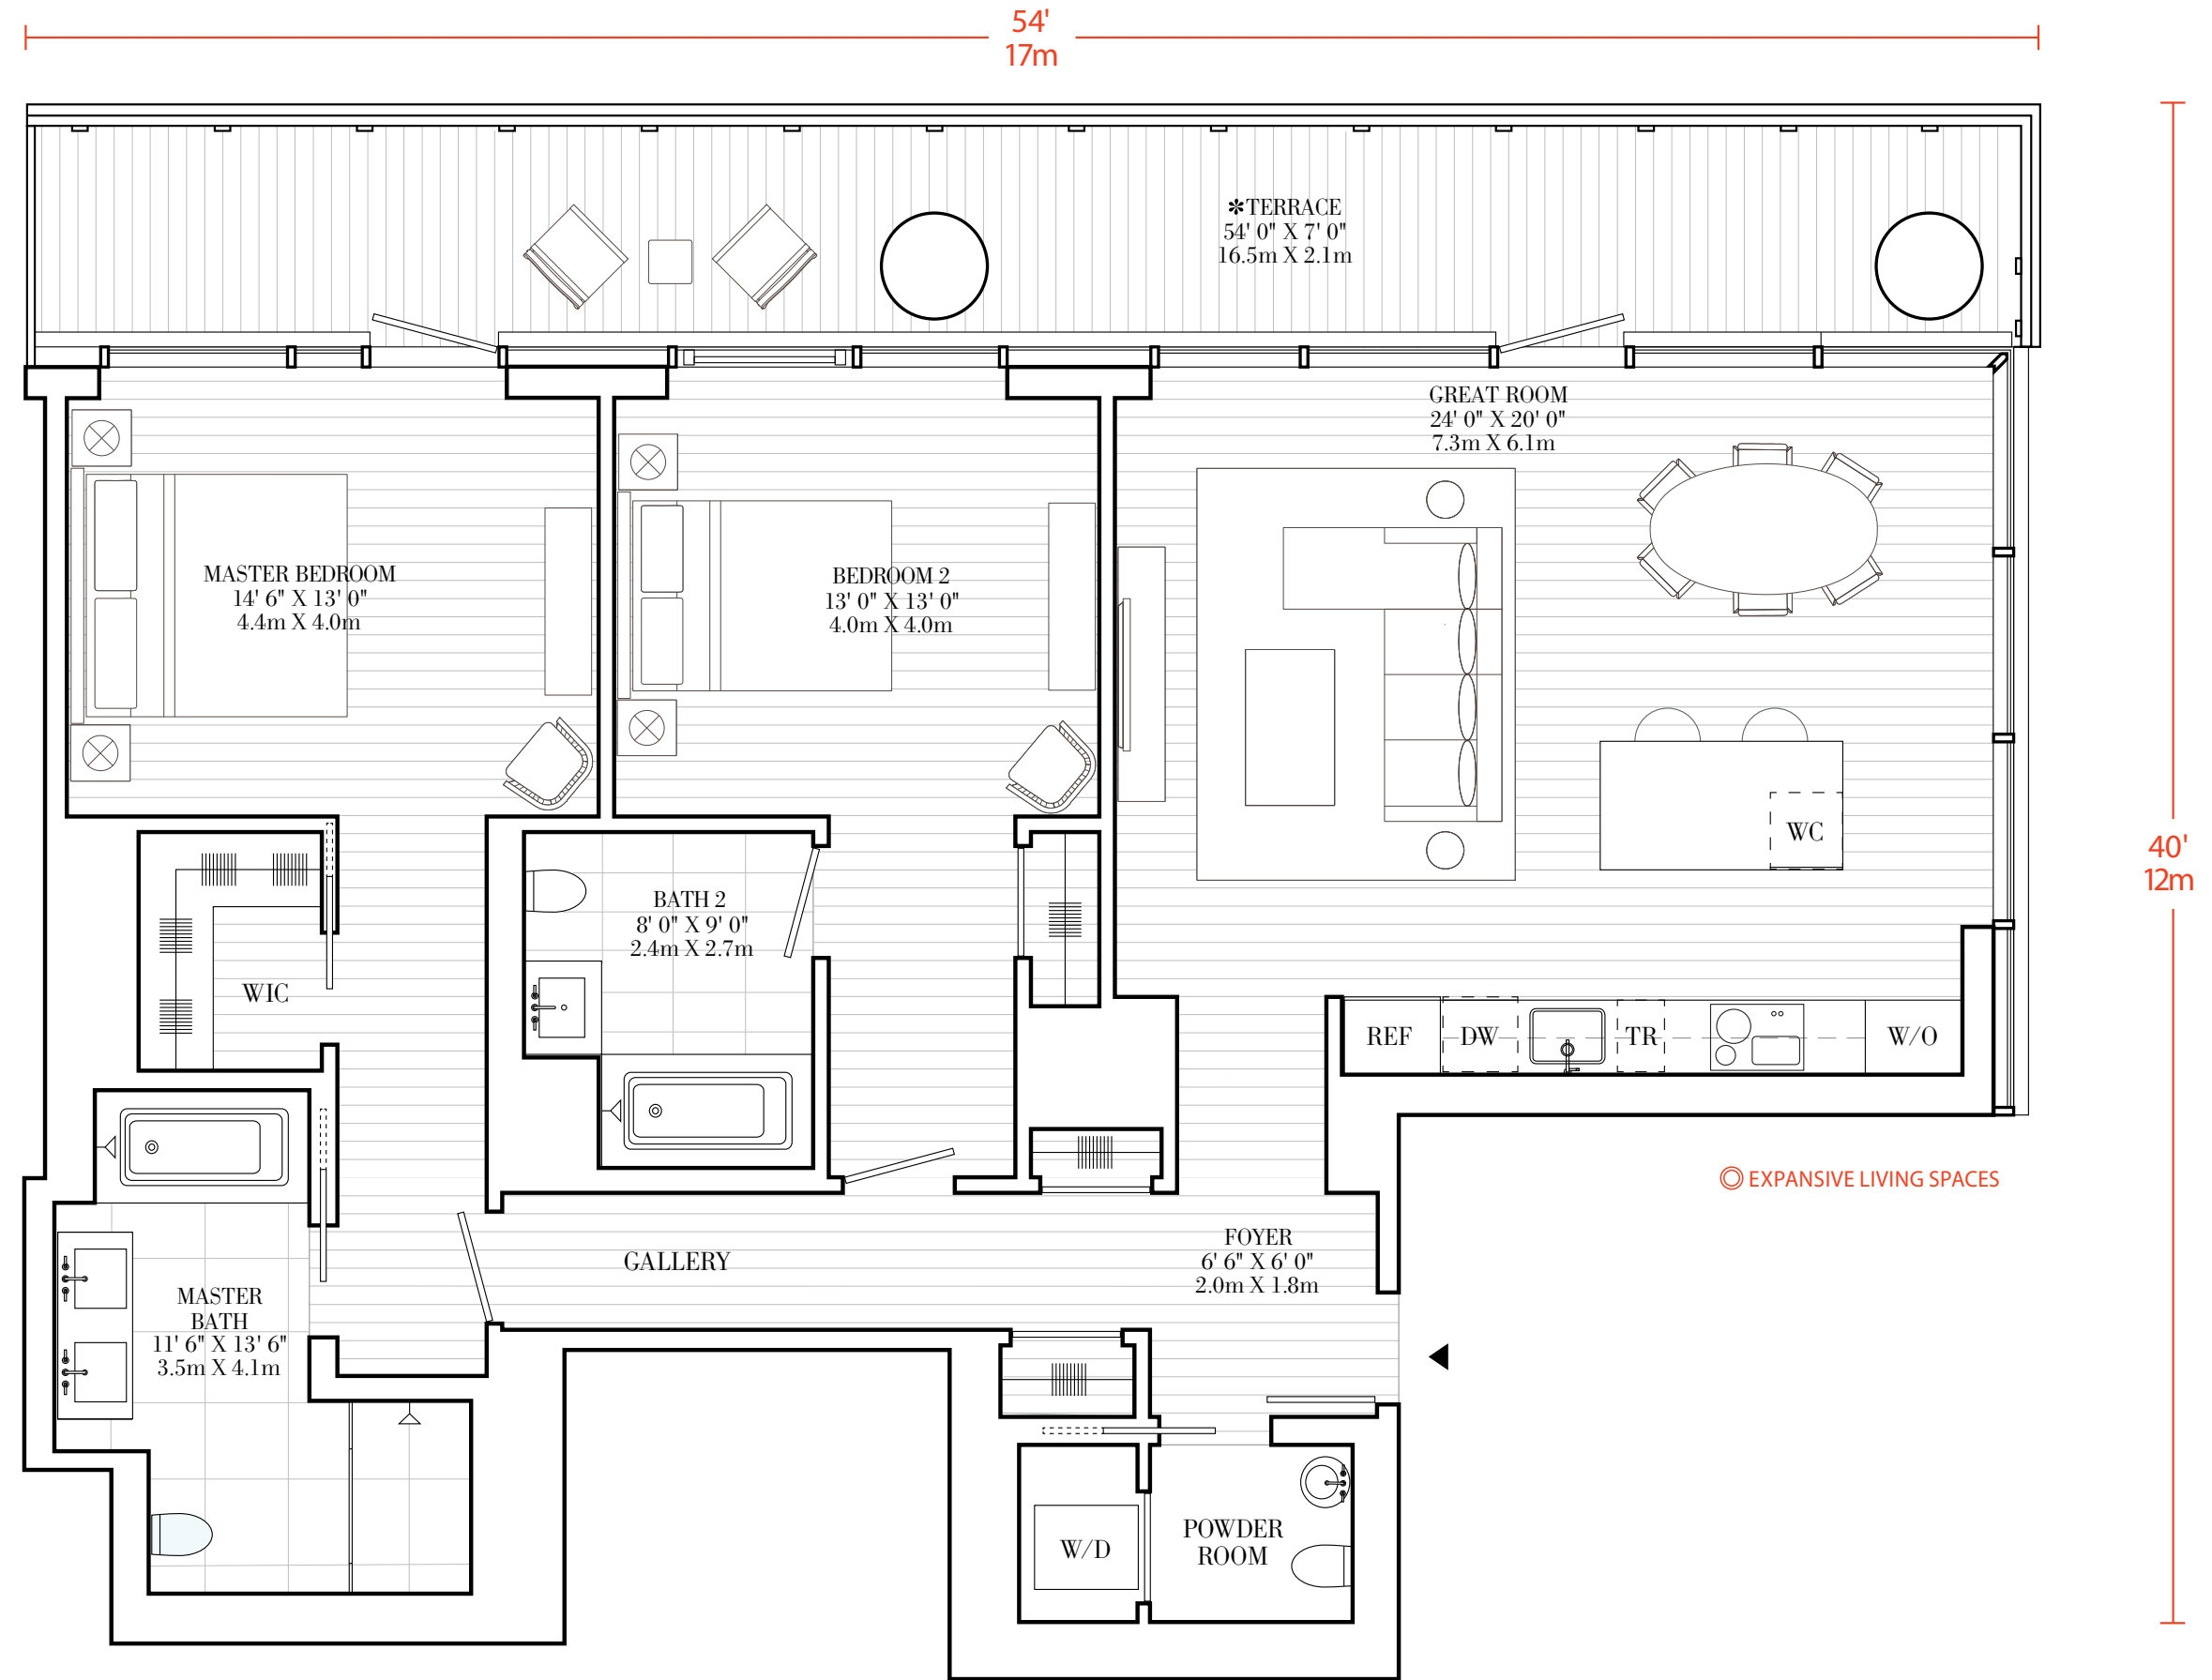 54'
17m
✽TERRACE
54' 0" X 7' 0"
16.5m X 2.1m
GREAT ROOM
24' 0" X 20' 0"
7.3m X 6.1m
MASTER BEDROOM
14' 6" X 13' 0"
4.4m X 4.0m
BEDROOM 2
13' 0" X 13' 0"
4.0m X 4.0m
WC
40'
12m
BATH 2
8' 0" X 9' 0"
2.4m X 2.7m
WIC
REF
DW
TR
W/O
EXPANSIVE LIVING SPACES
GALLERY
FOYER
6' 6" X 6' 0"
2.0m X 1.8m
MASTER
BATH
11' 6" X 13' 6"
3.5m X 4.1m
W/D
POWDER
ROOM